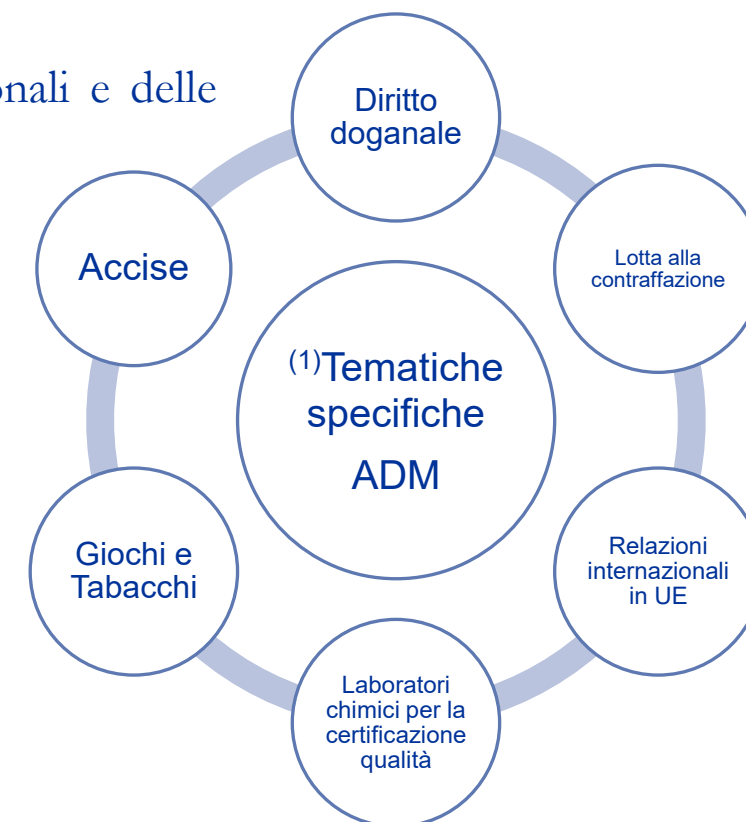 onali e delle
Diritto
doganale
Accise
Lotta alla
contraffazione
(1)Tematiche
specifiche
ADM
Giochi e
Tabacchi
Relazioni
internazionali
in UE
Laboratori
chimici per la
certificazione
qualità